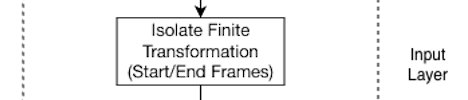 Isolate Finite
Transformation
(Start/End Frames)
Input
Layer